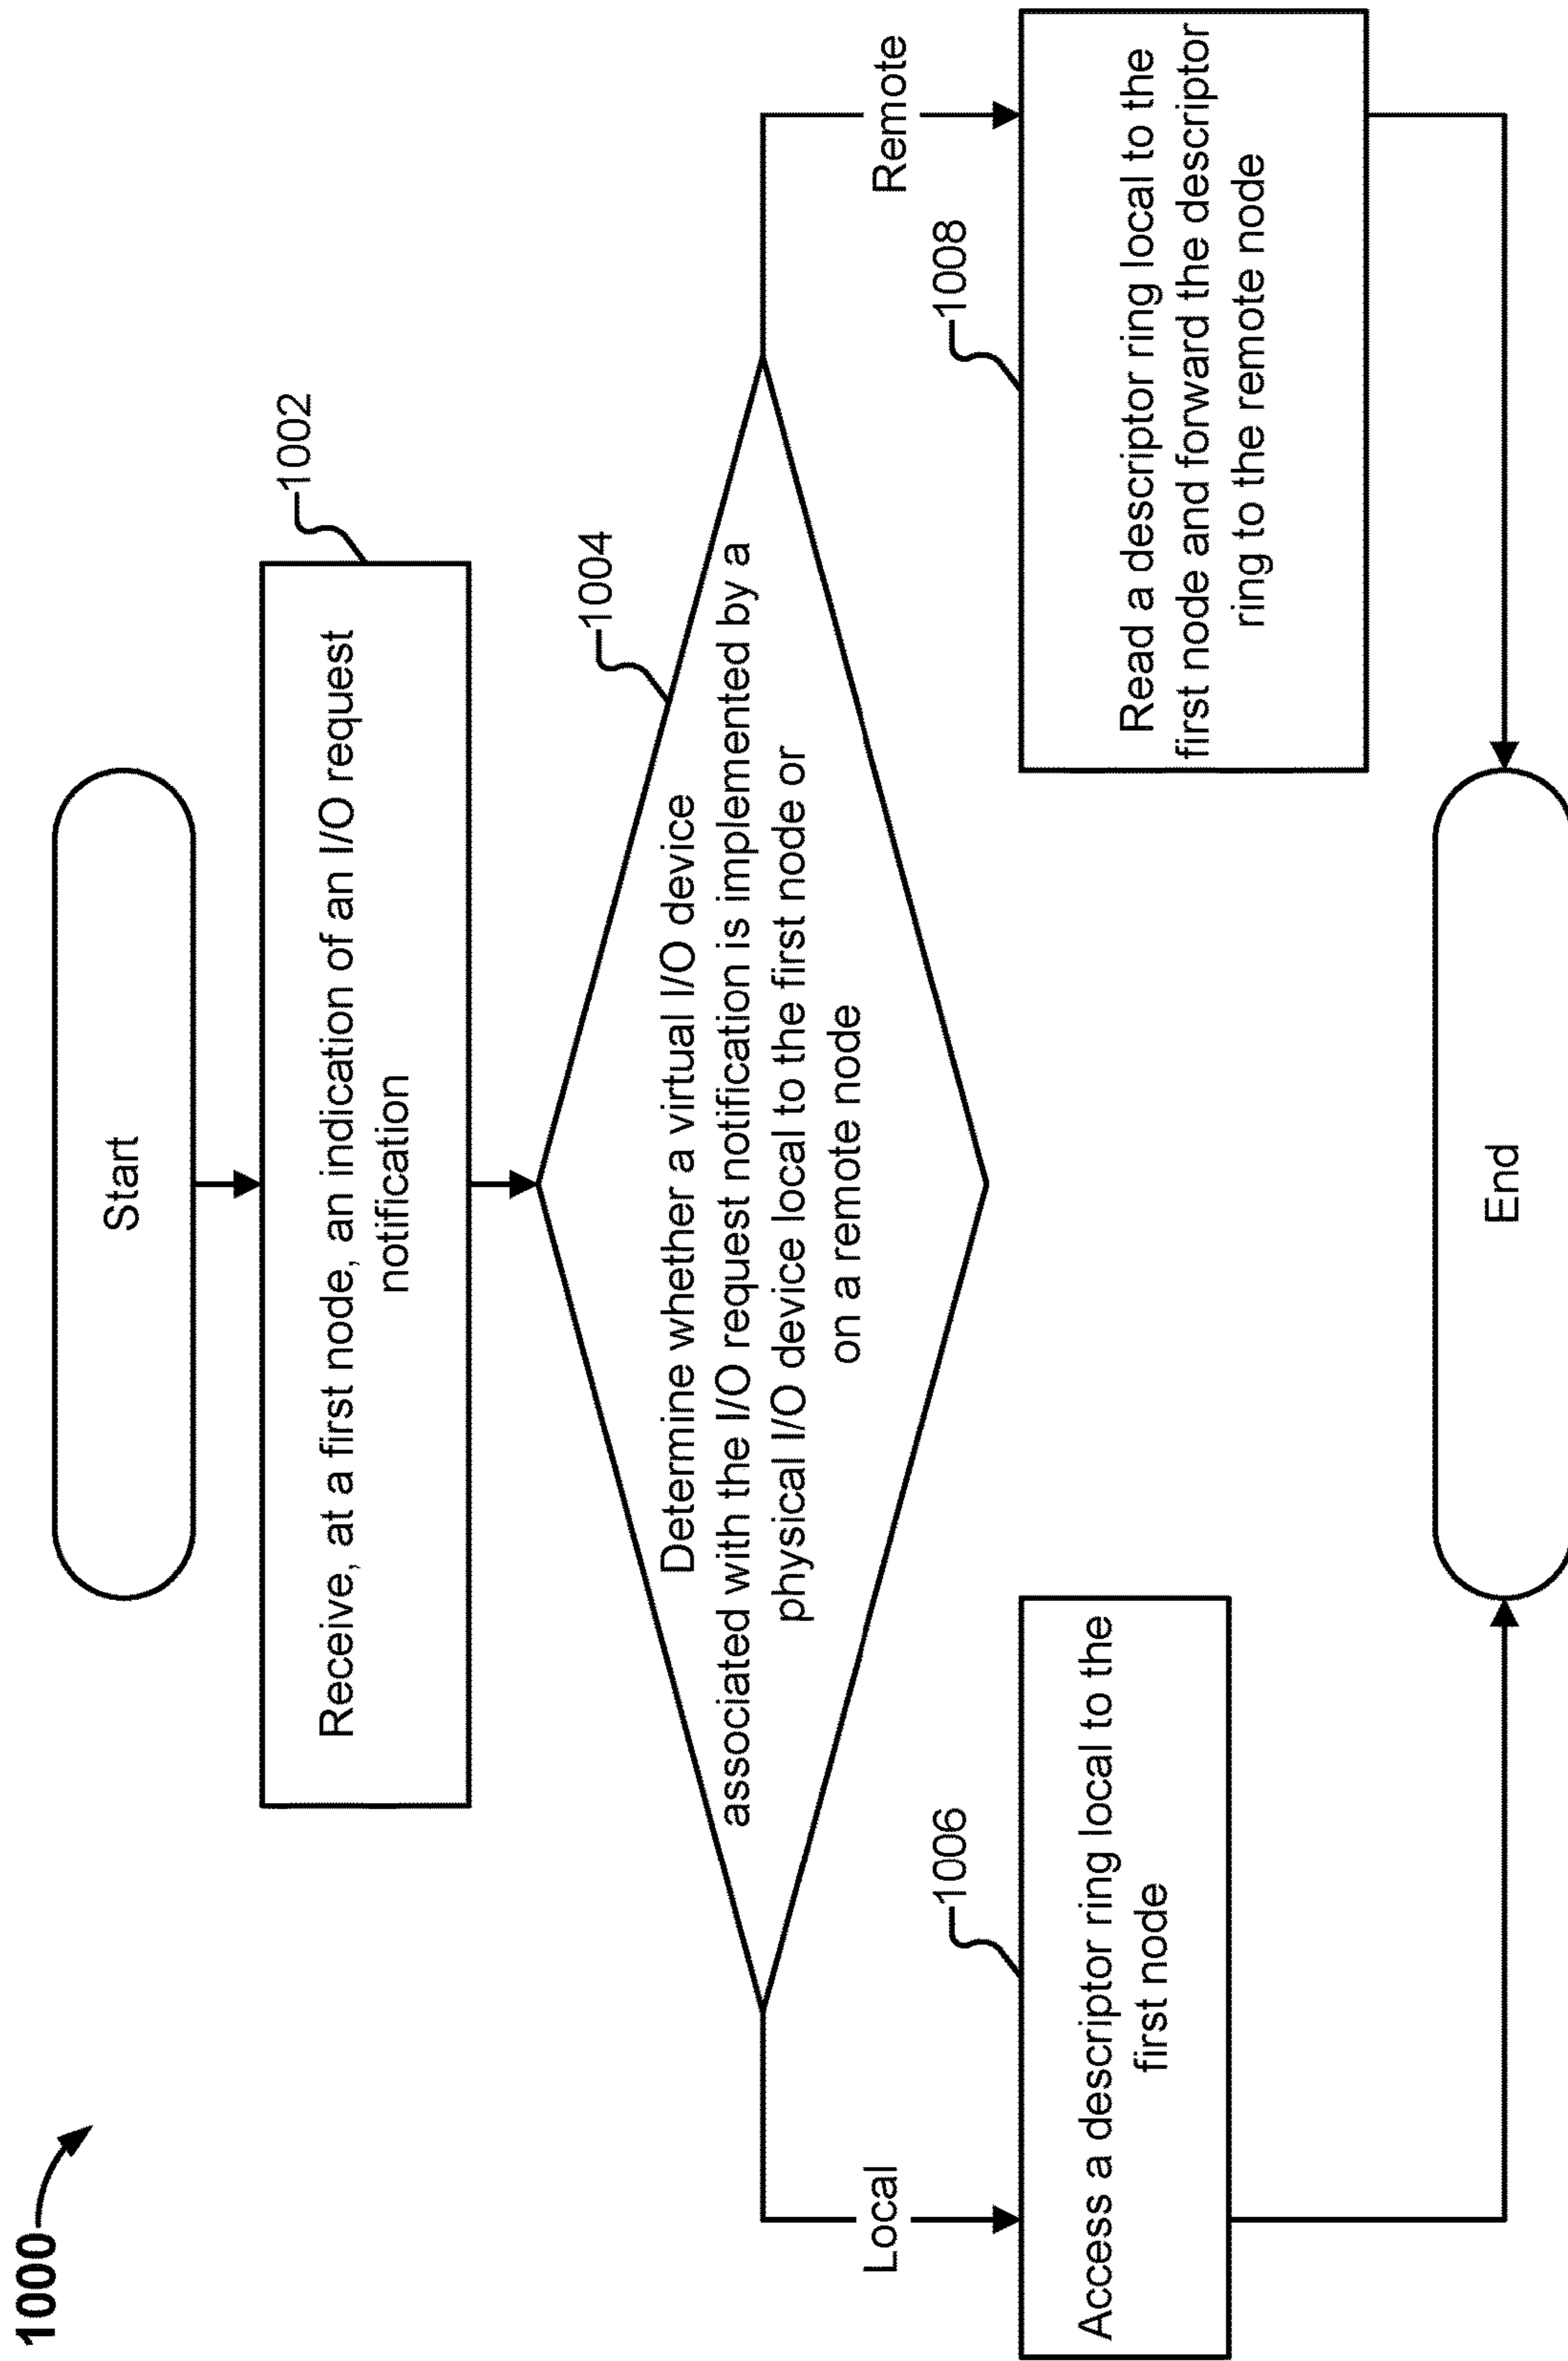 1000
Start
1002
Receive, at a first node, an indication of an I/O request
notification
1004
Determine whether a virtual I/O device
associated with the I/O request notification is implemented by a
physical I/O device local to the first node or
on a remote node
Local
Remote
1006
Access a descriptor ring local to the
first node
1008
Read a descriptor ring local to the
first node and forward the descriptor
ring to the remote node
End